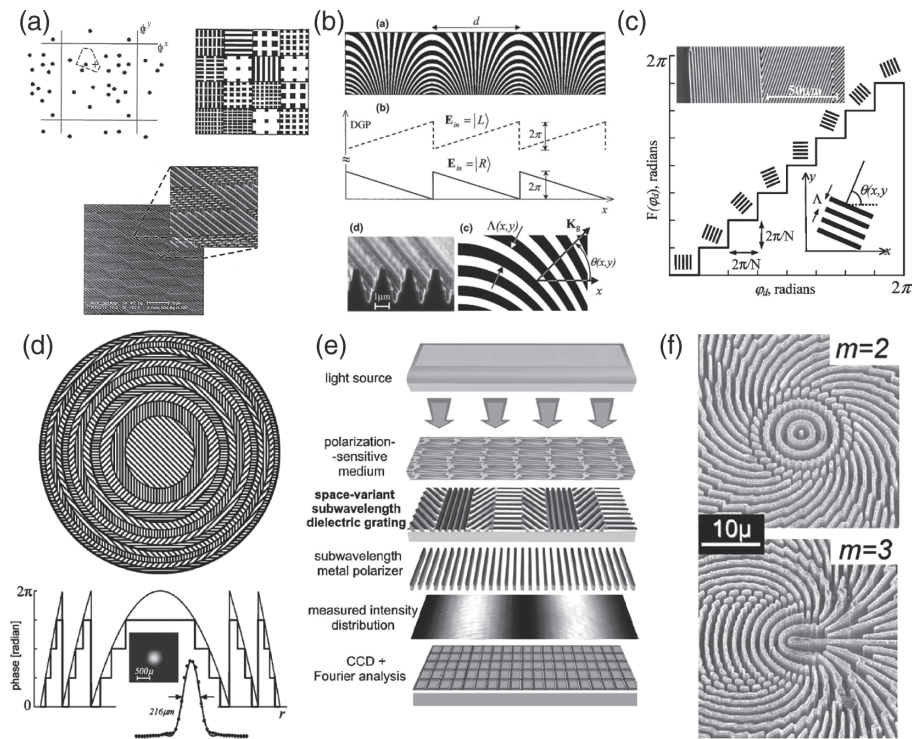 (a)
ϕʸ
ϕˣ
(b)
(a)
d
(b)
DGP
E_in=|L⟩
2π
E_in=|R⟩
2π
x
(d)
1μm
(c)
Λ(x,y)
K_g
θ(x,y)
x
(c)
2π
50μm
F(φ_d), radians
y
θ(x,y
Λ
x
2π/N
2π/N
φ_d, radians
2π
(d)
2π
phase [radian]
500μ
216μm
r
(e)
light source
polarization-
-sensitive
medium
space-variant
subwavelength
dielectric grating
subwavelength
metal polarizer
measured intensity
distribution
CCD +
Fourier analysis
(f)
m=2
10μ
m=3